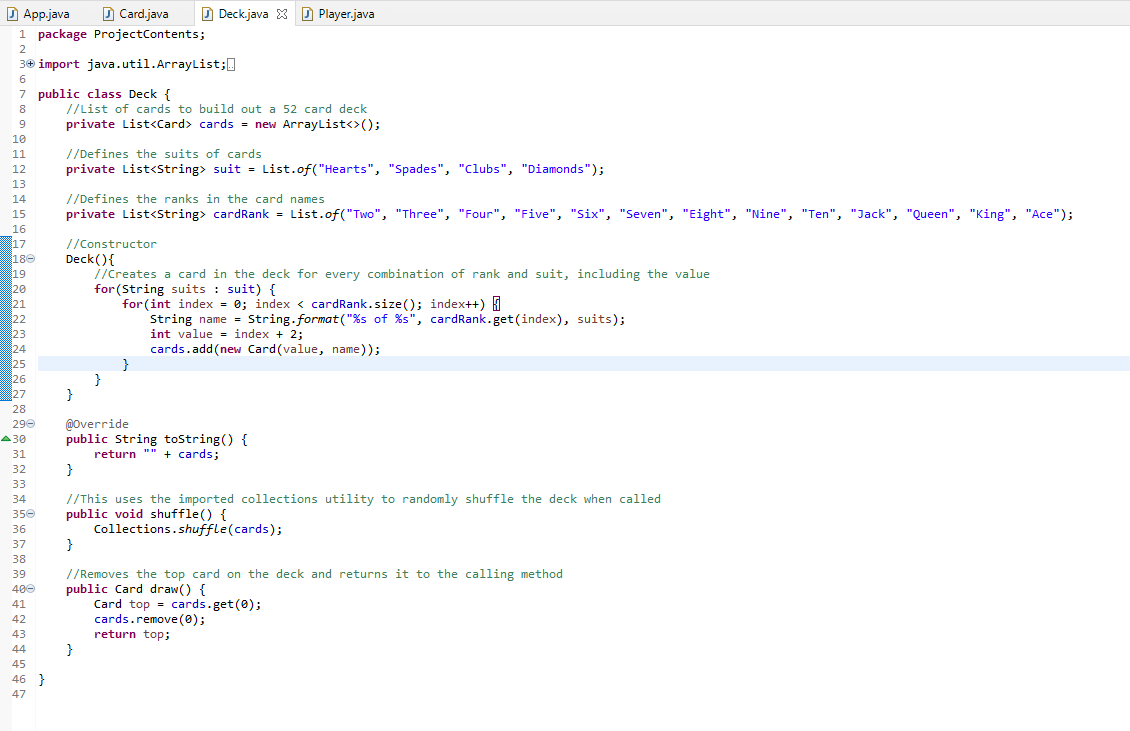 App.java Card.java Deck.java Player.java
1 package ProjectContents;
2
3 import java.util.ArrayList;
6
7 public class Deck {
8     //List of cards to build out a 52 card deck
9     private List<Card> cards = new ArrayList<>();
10
11     //Defines the suits of cards
12     private List<String> suit = List.of("Hearts", "Spades", "Clubs", "Diamonds");
13
14     //Defines the ranks in the card names
15     private List<String> cardRank = List.of("Two", "Three", "Four", "Five", "Six", "Seven", "Eight", "Nine", "Ten", "Jack", "Queen", "King", "Ace");
16
17     //Constructor
18     Deck(){
19         //Creates a card in the deck for every combination of rank and suit, including the value
20         for(String suits : suit) {
21             for(int index = 0; index < cardRank.size(); index++) {
22                 String name = String.format("%s of %s", cardRank.get(index), suits);
23                 int value = index + 2;
24                 cards.add(new Card(value, name));
25             }
26         }
27     }
28
29     @Override
30     public String toString() {
31         return "" + cards;
32     }
33
34     //This uses the imported collections utility to randomly shuffle the deck when called
35     public void shuffle() {
36         Collections.shuffle(cards);
37     }
38
39     //Removes the top card on the deck and returns it to the calling method
40     public Card draw() {
41         Card top = cards.get(0);
42         cards.remove(0);
43         return top;
44     }
45
46 }
47